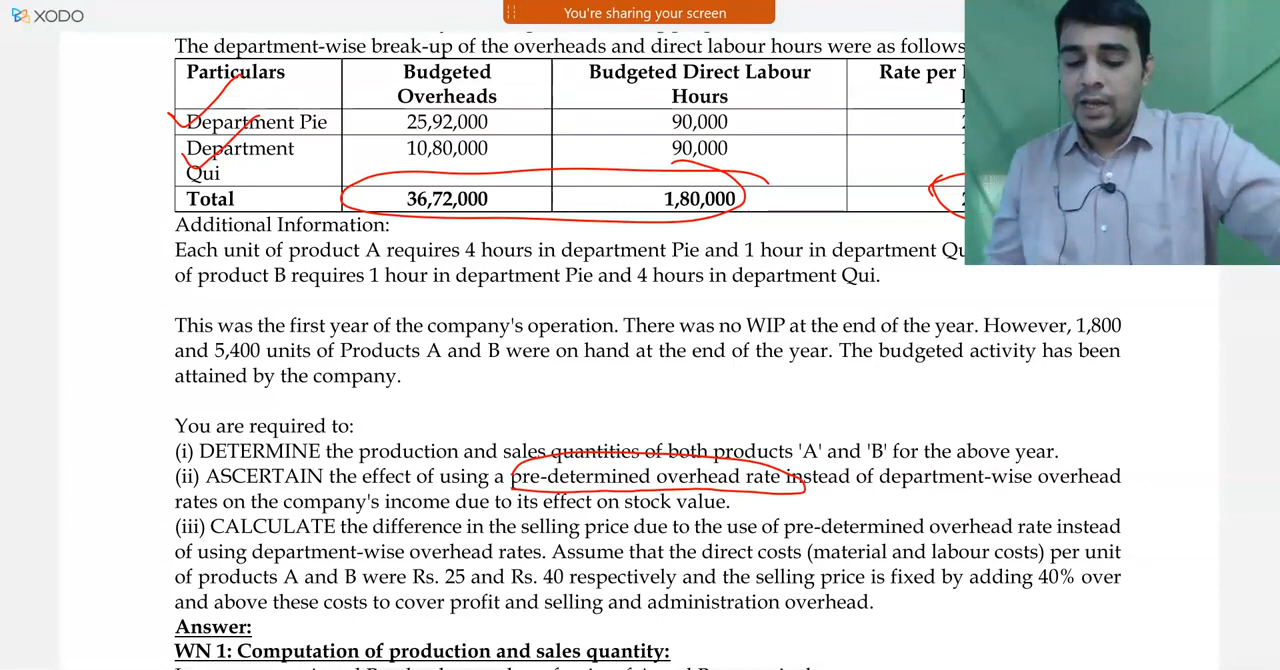 XODO
You're sharing your screen
The department-wise break-up of the overheads and direct labour hours were as follows
Particulars Budgeted Overheads Budgeted Direct Labour Hours Rate per
Department Pie 25,92,000 90,000
Department Qui 10,80,000 90,000
Total 36,72,000 1,80,000
Additional Information:
Each unit of product A requires 4 hours in department Pie and 1 hour in department
of product B requires 1 hour in department Pie and 4 hours in department Qui.
This was the first year of the company's operation. There was no WIP at the end of the year. However, 1,800
and 5,400 units of Products A and B were on hand at the end of the year. The budgeted activity has been
attained by the company.
You are required to:
(i) DETERMINE the production and sales quantities of both products 'A' and 'B' for the above year.
(ii) ASCERTAIN the effect of using a pre-determined overhead rate instead of department-wise overhead
rates on the company's income due to its effect on stock value.
(iii) CALCULATE the difference in the selling price due to the use of pre-determined overhead rate instead
of using department-wise overhead rates. Assume that the direct costs (material and labour costs) per unit
of products A and B were Rs. 25 and Rs. 40 respectively and the selling price is fixed by adding 40% over
and above these costs to cover profit and selling and administration overhead.
Answer:
WN 1: Computation of production and sales quantity: